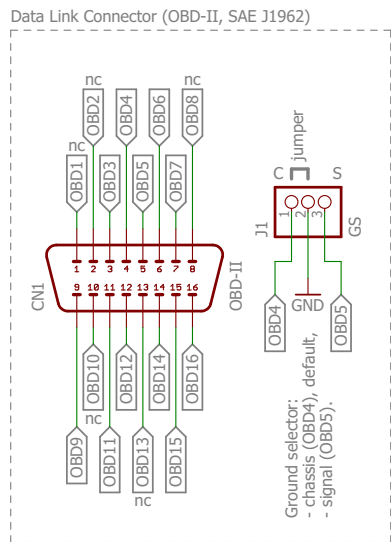 Data Link Connector (OBD-II, SAE J1962)
nc
nc
OBD2
OBD4
OBD6
OBD8
nc
OBD1
OBD3
OBD5
OBD7
1 2 3 4 5 6 7 8
9 10 11 12 13 14 15 16
CN1
OBD-II
OBD10
OBD12
OBD14
OBD16
nc
OBD9
OBD11
OBD13
OBD15
nc
jumper
C
S
1
2
3
J1
GS
OBD4
GND
OBD5
Ground selector:
- chassis (OBD4), default,
- signal (OBD5).